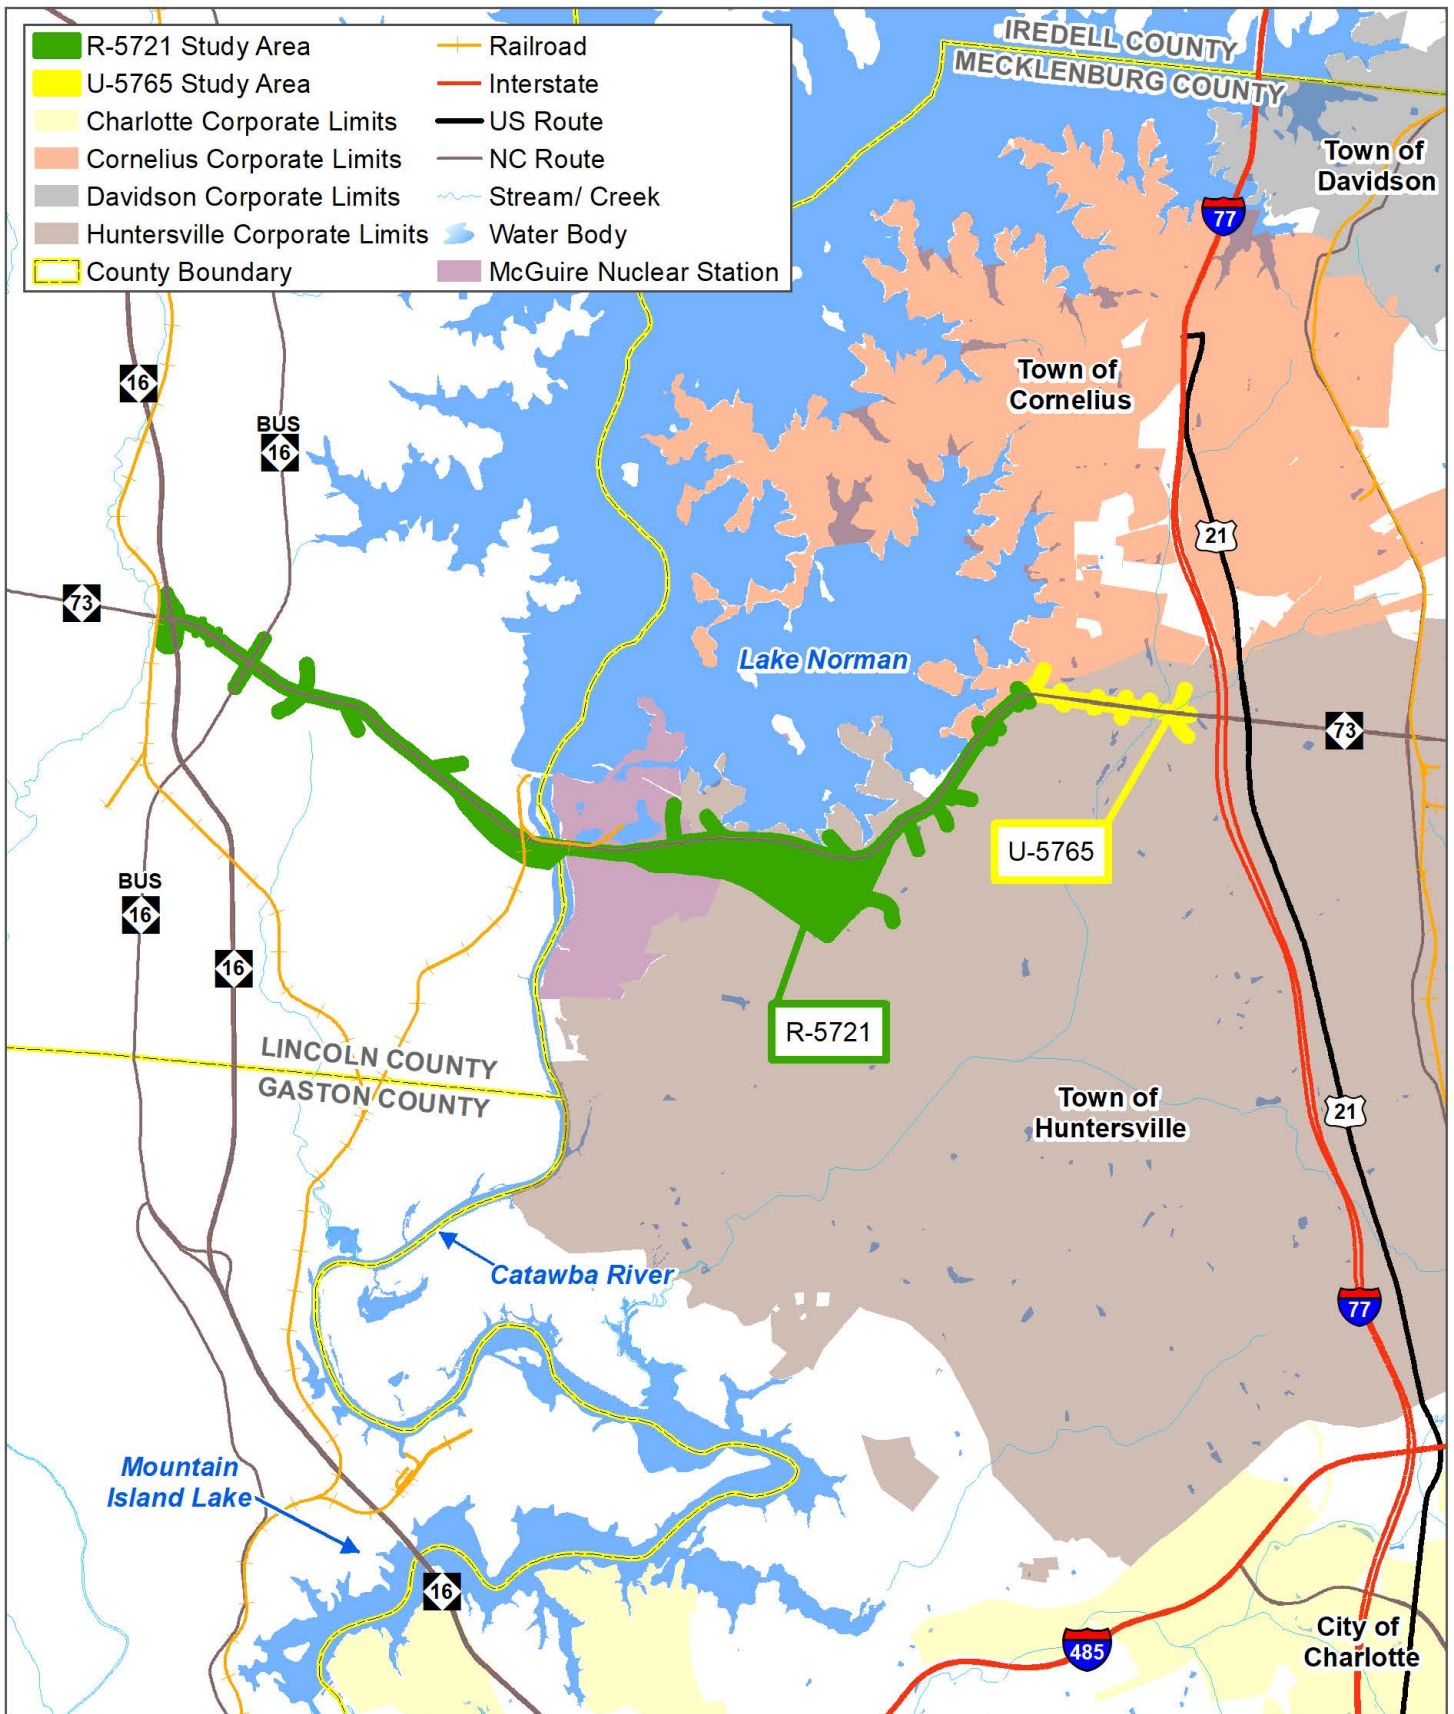 R-5721 Study Area
U-5765 Study Area
Charlotte Corporate Limits
Cornelius Corporate Limits
Davidson Corporate Limits
Huntersville Corporate Limits
County Boundary
Railroad
Interstate
US Route
NC Route
Stream/ Creek
Water Body
McGuire Nuclear Station
IREDELL COUNTY
MECKLENBURG COUNTY
Town of
Davidson
77
16
BUS
16
Town of
Cornelius
21
73
Lake Norman
73
U-5765
BUS
16
16
R-5721
LINCOLN COUNTY
GASTON COUNTY
Town of
Huntersville
21
Catawba River
77
Mountain
Island Lake
16
485
City of
Charlotte